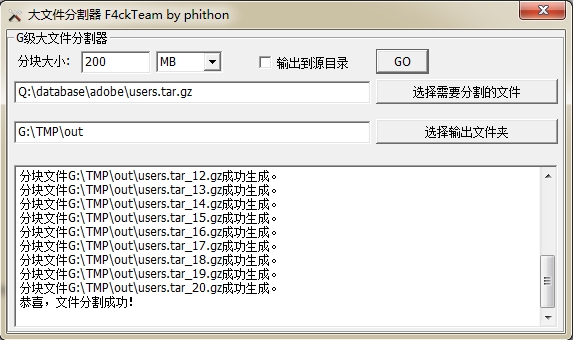 大文件分割器 F4ckTeam by phithon
G级大文件分割器
分块大小: 200 MB 输出到源目录 GO
Q:\database\adobe\users.tar.gz 选择需要分割的文件
G:\TMP\out 选择输出文件夹
分块文件G:\TMP\out\users.tar_12.gz成功生成。
分块文件G:\TMP\out\users.tar_13.gz成功生成。
分块文件G:\TMP\out\users.tar_14.gz成功生成。
分块文件G:\TMP\out\users.tar_15.gz成功生成。
分块文件G:\TMP\out\users.tar_16.gz成功生成。
分块文件G:\TMP\out\users.tar_17.gz成功生成。
分块文件G:\TMP\out\users.tar_18.gz成功生成。
分块文件G:\TMP\out\users.tar_19.gz成功生成。
分块文件G:\TMP\out\users.tar_20.gz成功生成。
恭喜，文件分割成功!